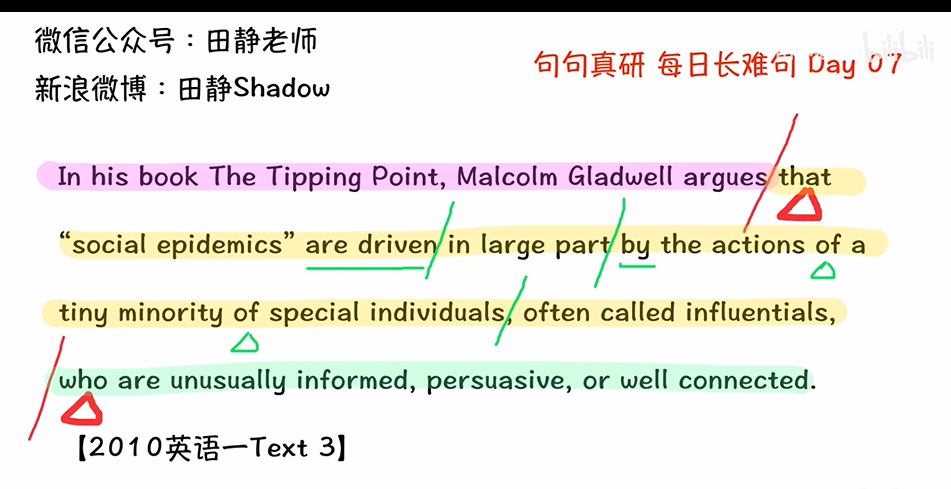 微信公众号：田静老师
新浪微博：田静Shadow
句句真研 每日长难句 Day 07
bilibili
In his book The Tipping Point, Malcolm Gladwell argues that
“social epidemics” are driven in large part by the actions of a
tiny minority of special individuals, often called influentials,
who are unusually informed, persuasive, or well connected.
【2010英语一Text 3】